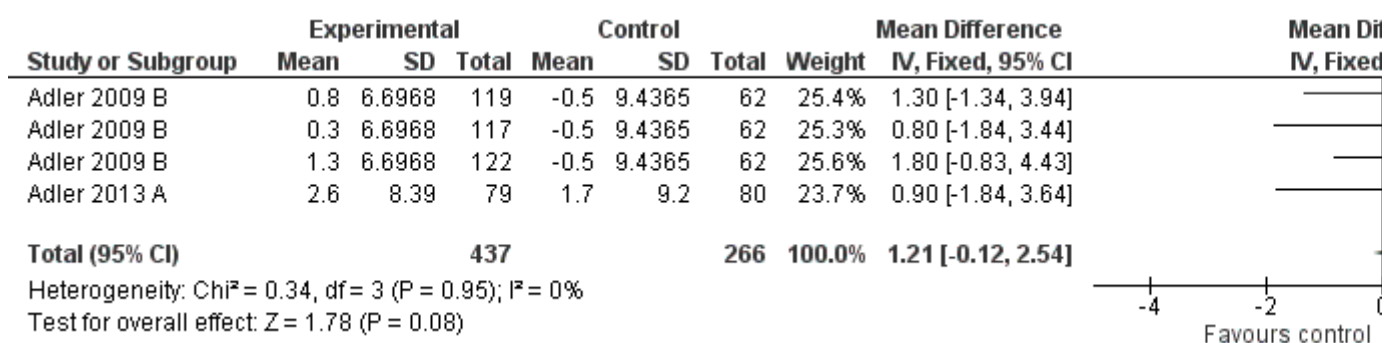 Experimental Control Mean Difference Mean Dif
Study or Subgroup Mean SD Total Mean SD Total Weight IV, Fixed, 95% CI IV, Fixed
Adler 2009 B 0.8 6.6968 119 -0.5 9.4365 62 25.4% 1.30 [-1.34, 3.94]
Adler 2009 B 0.3 6.6968 117 -0.5 9.4365 62 25.3% 0.80 [-1.84, 3.44]
Adler 2009 B 1.3 6.6968 122 -0.5 9.4365 62 25.6% 1.80 [-0.83, 4.43]
Adler 2013 A 2.6 8.39 79 1.7 9.2 80 23.7% 0.90 [-1.84, 3.64]
Total (95% CI) 437 266 100.0% 1.21 [-0.12, 2.54]
Heterogeneity: Chi² = 0.34, df = 3 (P = 0.95); I² = 0%
Test for overall effect: Z = 1.78 (P = 0.08)
-4 -2
Favours control